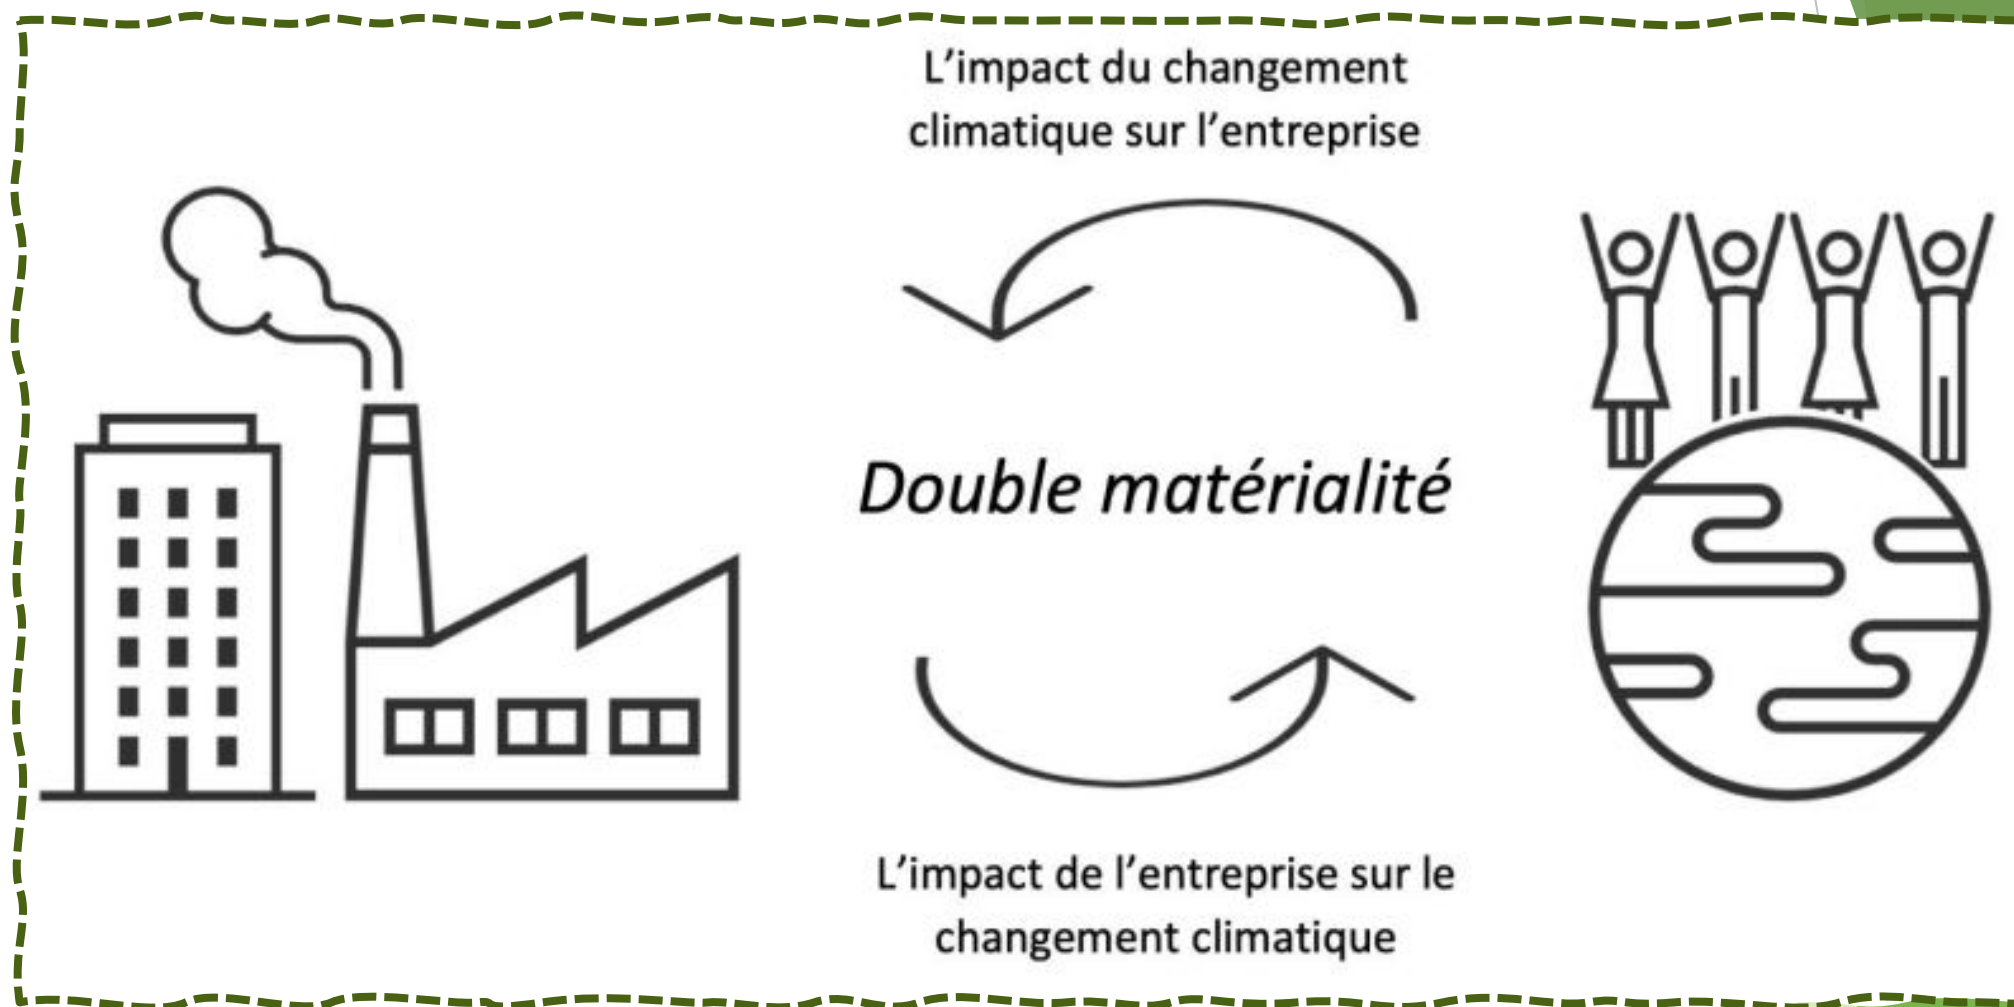 L’impact du changement
climatique sur l’entreprise
Double matérialité
L’impact de l’entreprise sur le
changement climatique